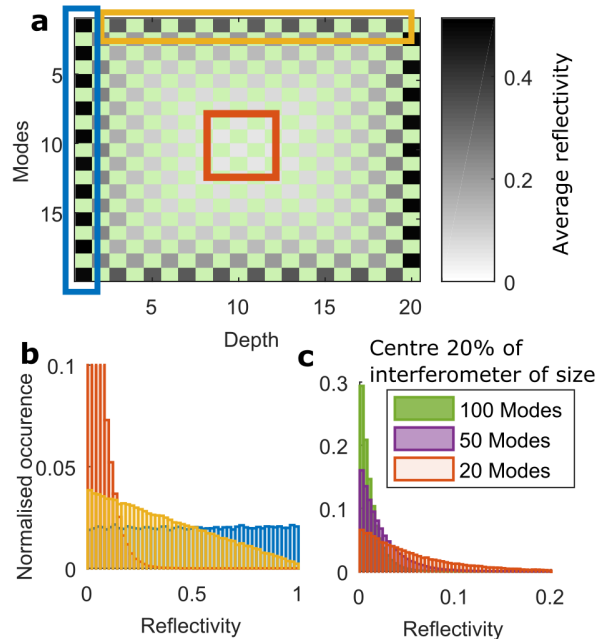 a
5
10
15
Modes
5
10
15
20
Depth
0.4
0.2
0
Average reflectivity
b
0.1
0.05
0
Normalised occurence
0
0.5
1
Reflectivity
c
Centre 20% of
interferometer of size
0.3
0.2
0.1
0
100 Modes
50 Modes
20 Modes
0
0.1
0.2
Reflectivity